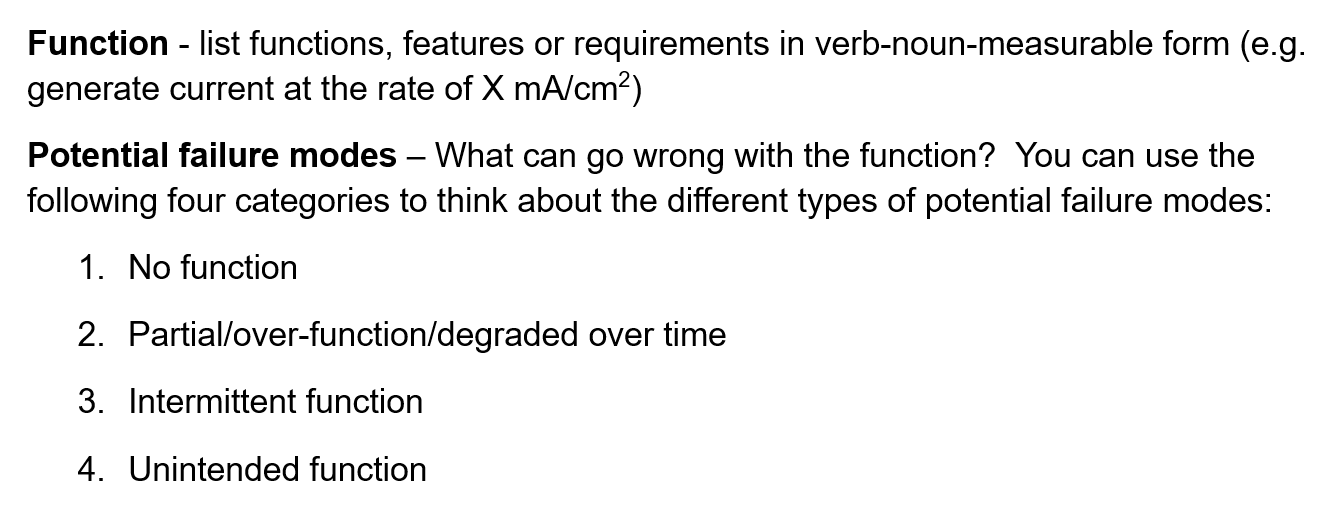 Function - list functions, features or requirements in verb-noun-measurable form (e.g.
generate current at the rate of X mA/cm²)
Potential failure modes – What can go wrong with the function?  You can use the
following four categories to think about the different types of potential failure modes:
1. No function
2. Partial/over-function/degraded over time
3. Intermittent function
4. Unintended function